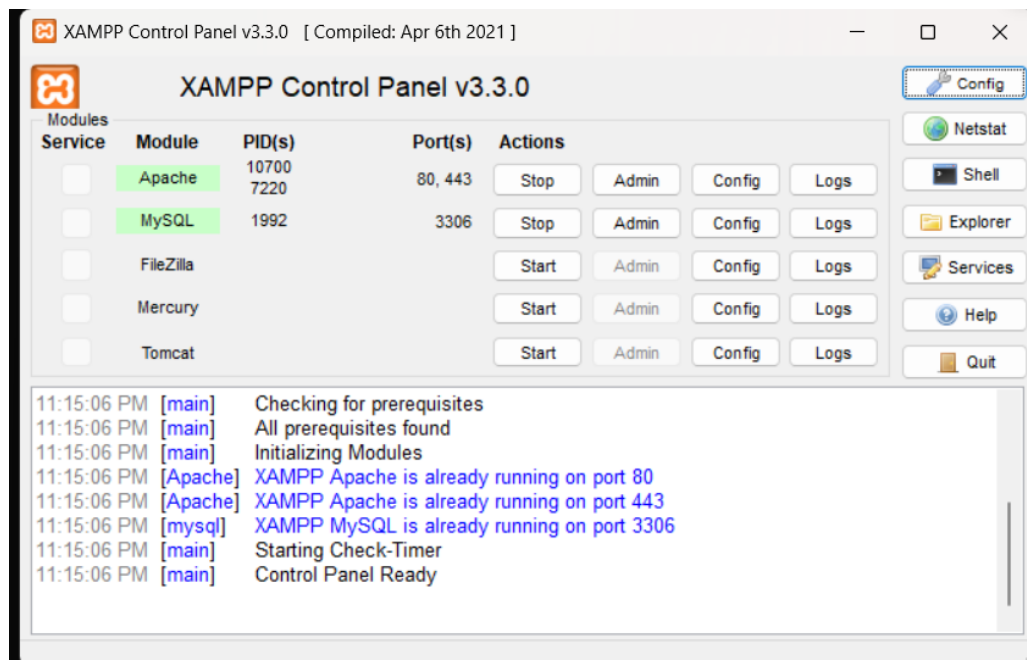 XAMPP Control Panel v3.3.0 [ Compiled: Apr 6th 2021 ]
XAMPP Control Panel v3.3.0
Config
Modules
Netstat
Service Module PID(s) Port(s) Actions
Apache 10700 7220 80, 443 Stop Admin Config Logs
Shell
MySQL 1992 3306 Stop Admin Config Logs
Explorer
FileZilla Start Admin Config Logs
Services
Mercury Start Admin Config Logs
Help
Tomcat Start Admin Config Logs
Quit
11:15:06 PM [main] Checking for prerequisites
11:15:06 PM [main] All prerequisites found
11:15:06 PM [main] Initializing Modules
11:15:06 PM [Apache] XAMPP Apache is already running on port 80
11:15:06 PM [Apache] XAMPP Apache is already running on port 443
11:15:06 PM [mysql] XAMPP MySQL is already running on port 3306
11:15:06 PM [main] Starting Check-Timer
11:15:06 PM [main] Control Panel Ready